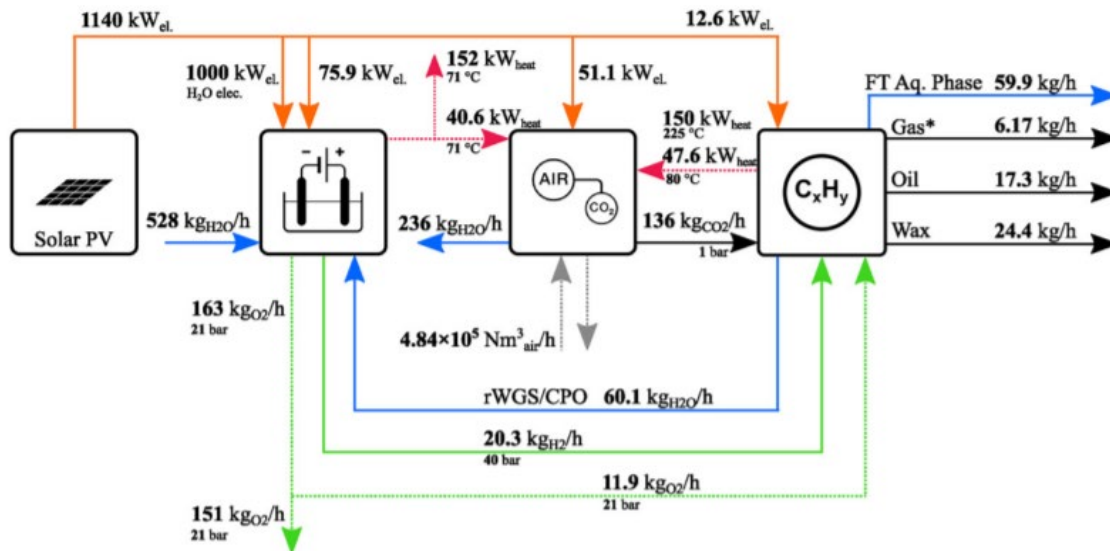 1140 kWel.
12.6 kWel.
1000 kWel.
H2O elec.
75.9 kWel.
152 kWheat
71 °C
51.1 kWel.
40.6 kWheat
71 °C
150 kWheat
225 °C
47.6 kWheat
80 °C
FT Aq. Phase 59.9 kg/h
Gas* 6.17 kg/h
Oil 17.3 kg/h
Wax 24.4 kg/h
Solar PV
- +
AIR
CO2
CxHy
528 kgH2O/h
236 kgH2O/h
136 kgCO2/h
1 bar
163 kgO2/h
21 bar
4.84×10^5 Nm3air/h
rWGS/CPO 60.1 kgH2O/h
20.3 kgH2/h
40 bar
11.9 kgO2/h
21 bar
151 kgO2/h
21 bar